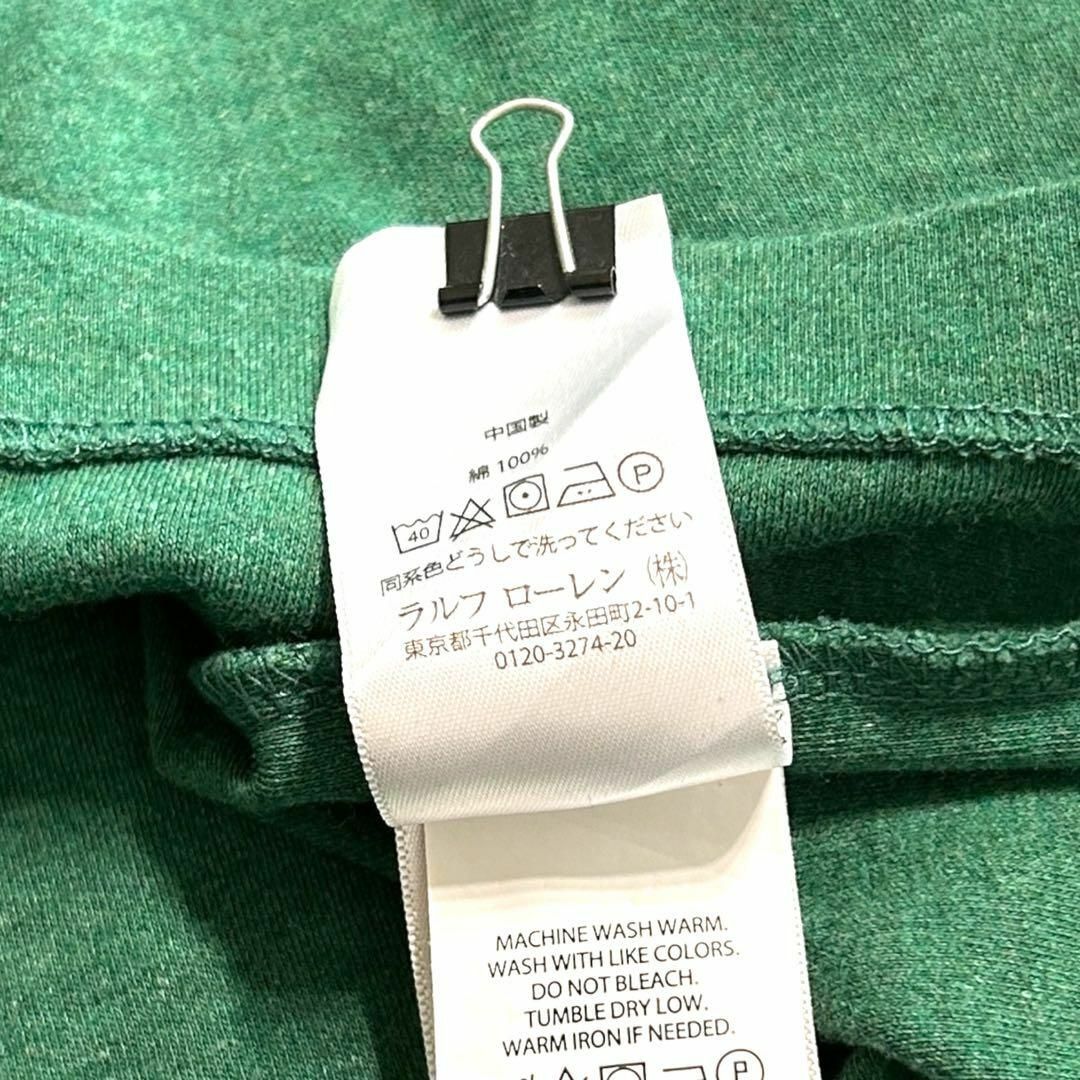 中国製
綿 100%
40 P
同系色どうしで洗ってください
ラルフ ローレン (株)
東京都千代田区永田町2-10-1
0120-3274-20
MACHINE WASH WARM.
WASH WITH LIKE COLORS.
DO NOT BLEACH.
TUMBLE DRY LOW.
WARM IRON IF NEEDED.
P